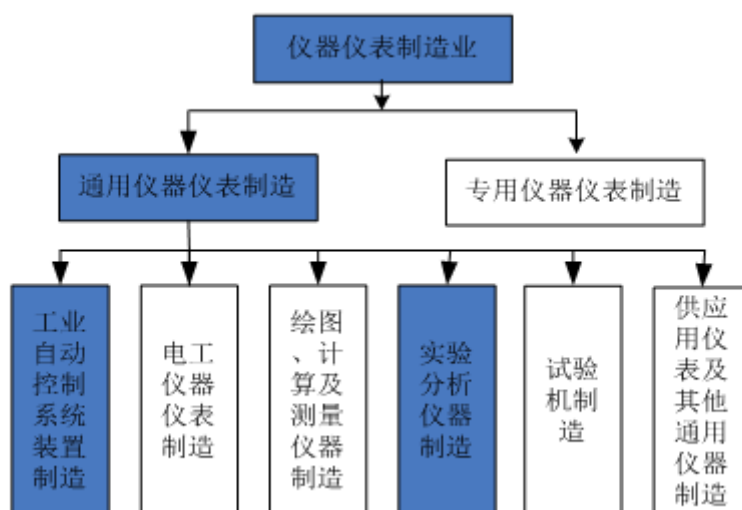 仪器仪表制造业
通用仪器仪表制造
专用仪器仪表制造
工业
自动
控制
系统
装置
制造
电工
仪器
仪表
制造
绘图
、计
算及
测量
仪器
制造
实验
分析
仪器
制造
试验
机制
造
供应
用仪
表及
其他
通用
仪器
制造